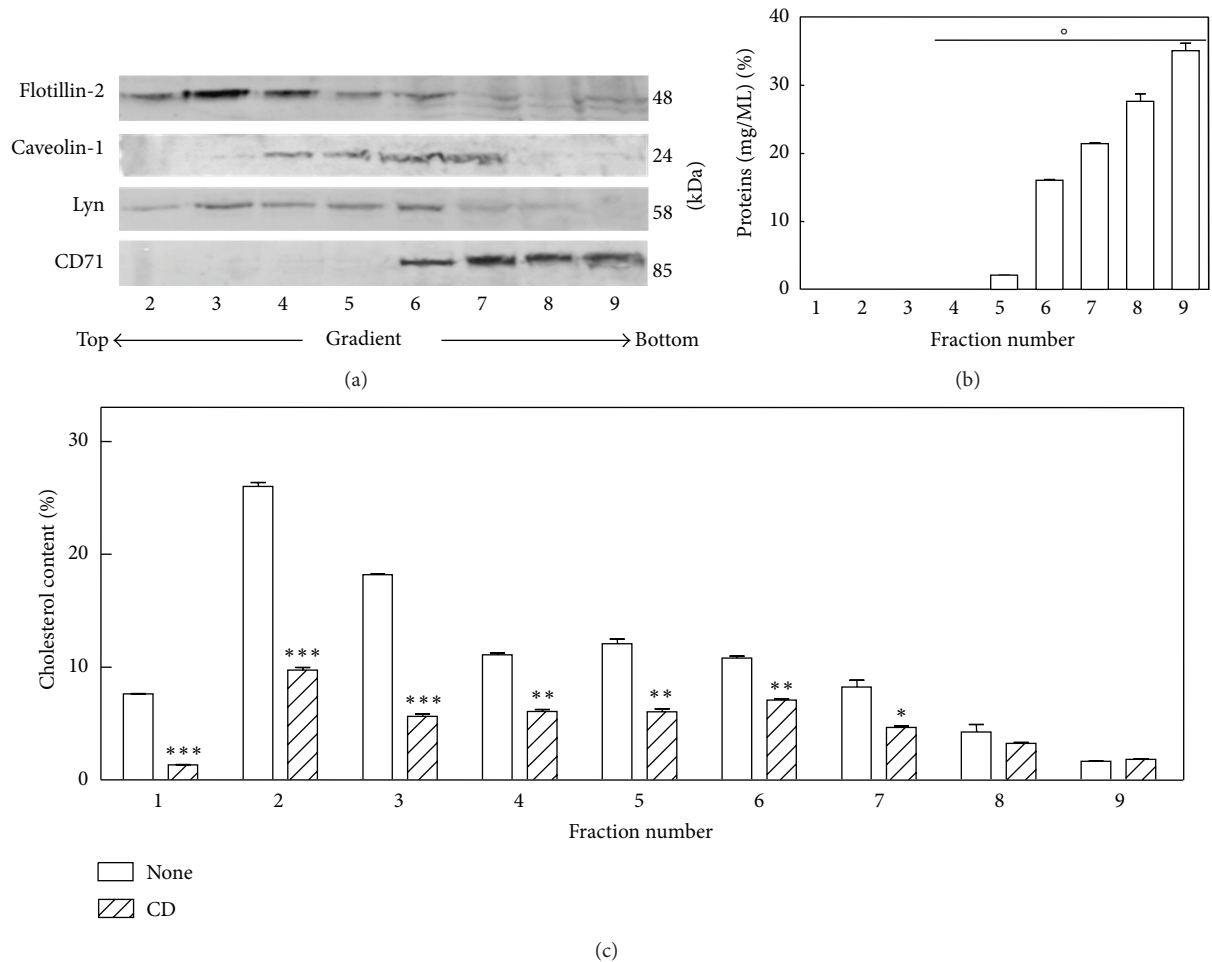 Flotillin-2
48
Caveolin-1
24
Lyn
58
CD71
85
(kDa)
2 3 4 5 6 7 8 9
Top Gradient Bottom
(a)
Proteins (mg/ML) (%)
40
30
20
10
0
°
1 2 3 4 5 6 7 8 9
Fraction number
(b)
Cholesterol content (%)
30
20
10
0
***
***
***
**
**
**
*
1 2 3 4 5 6 7 8 9
Fraction number
None
CD
(c)